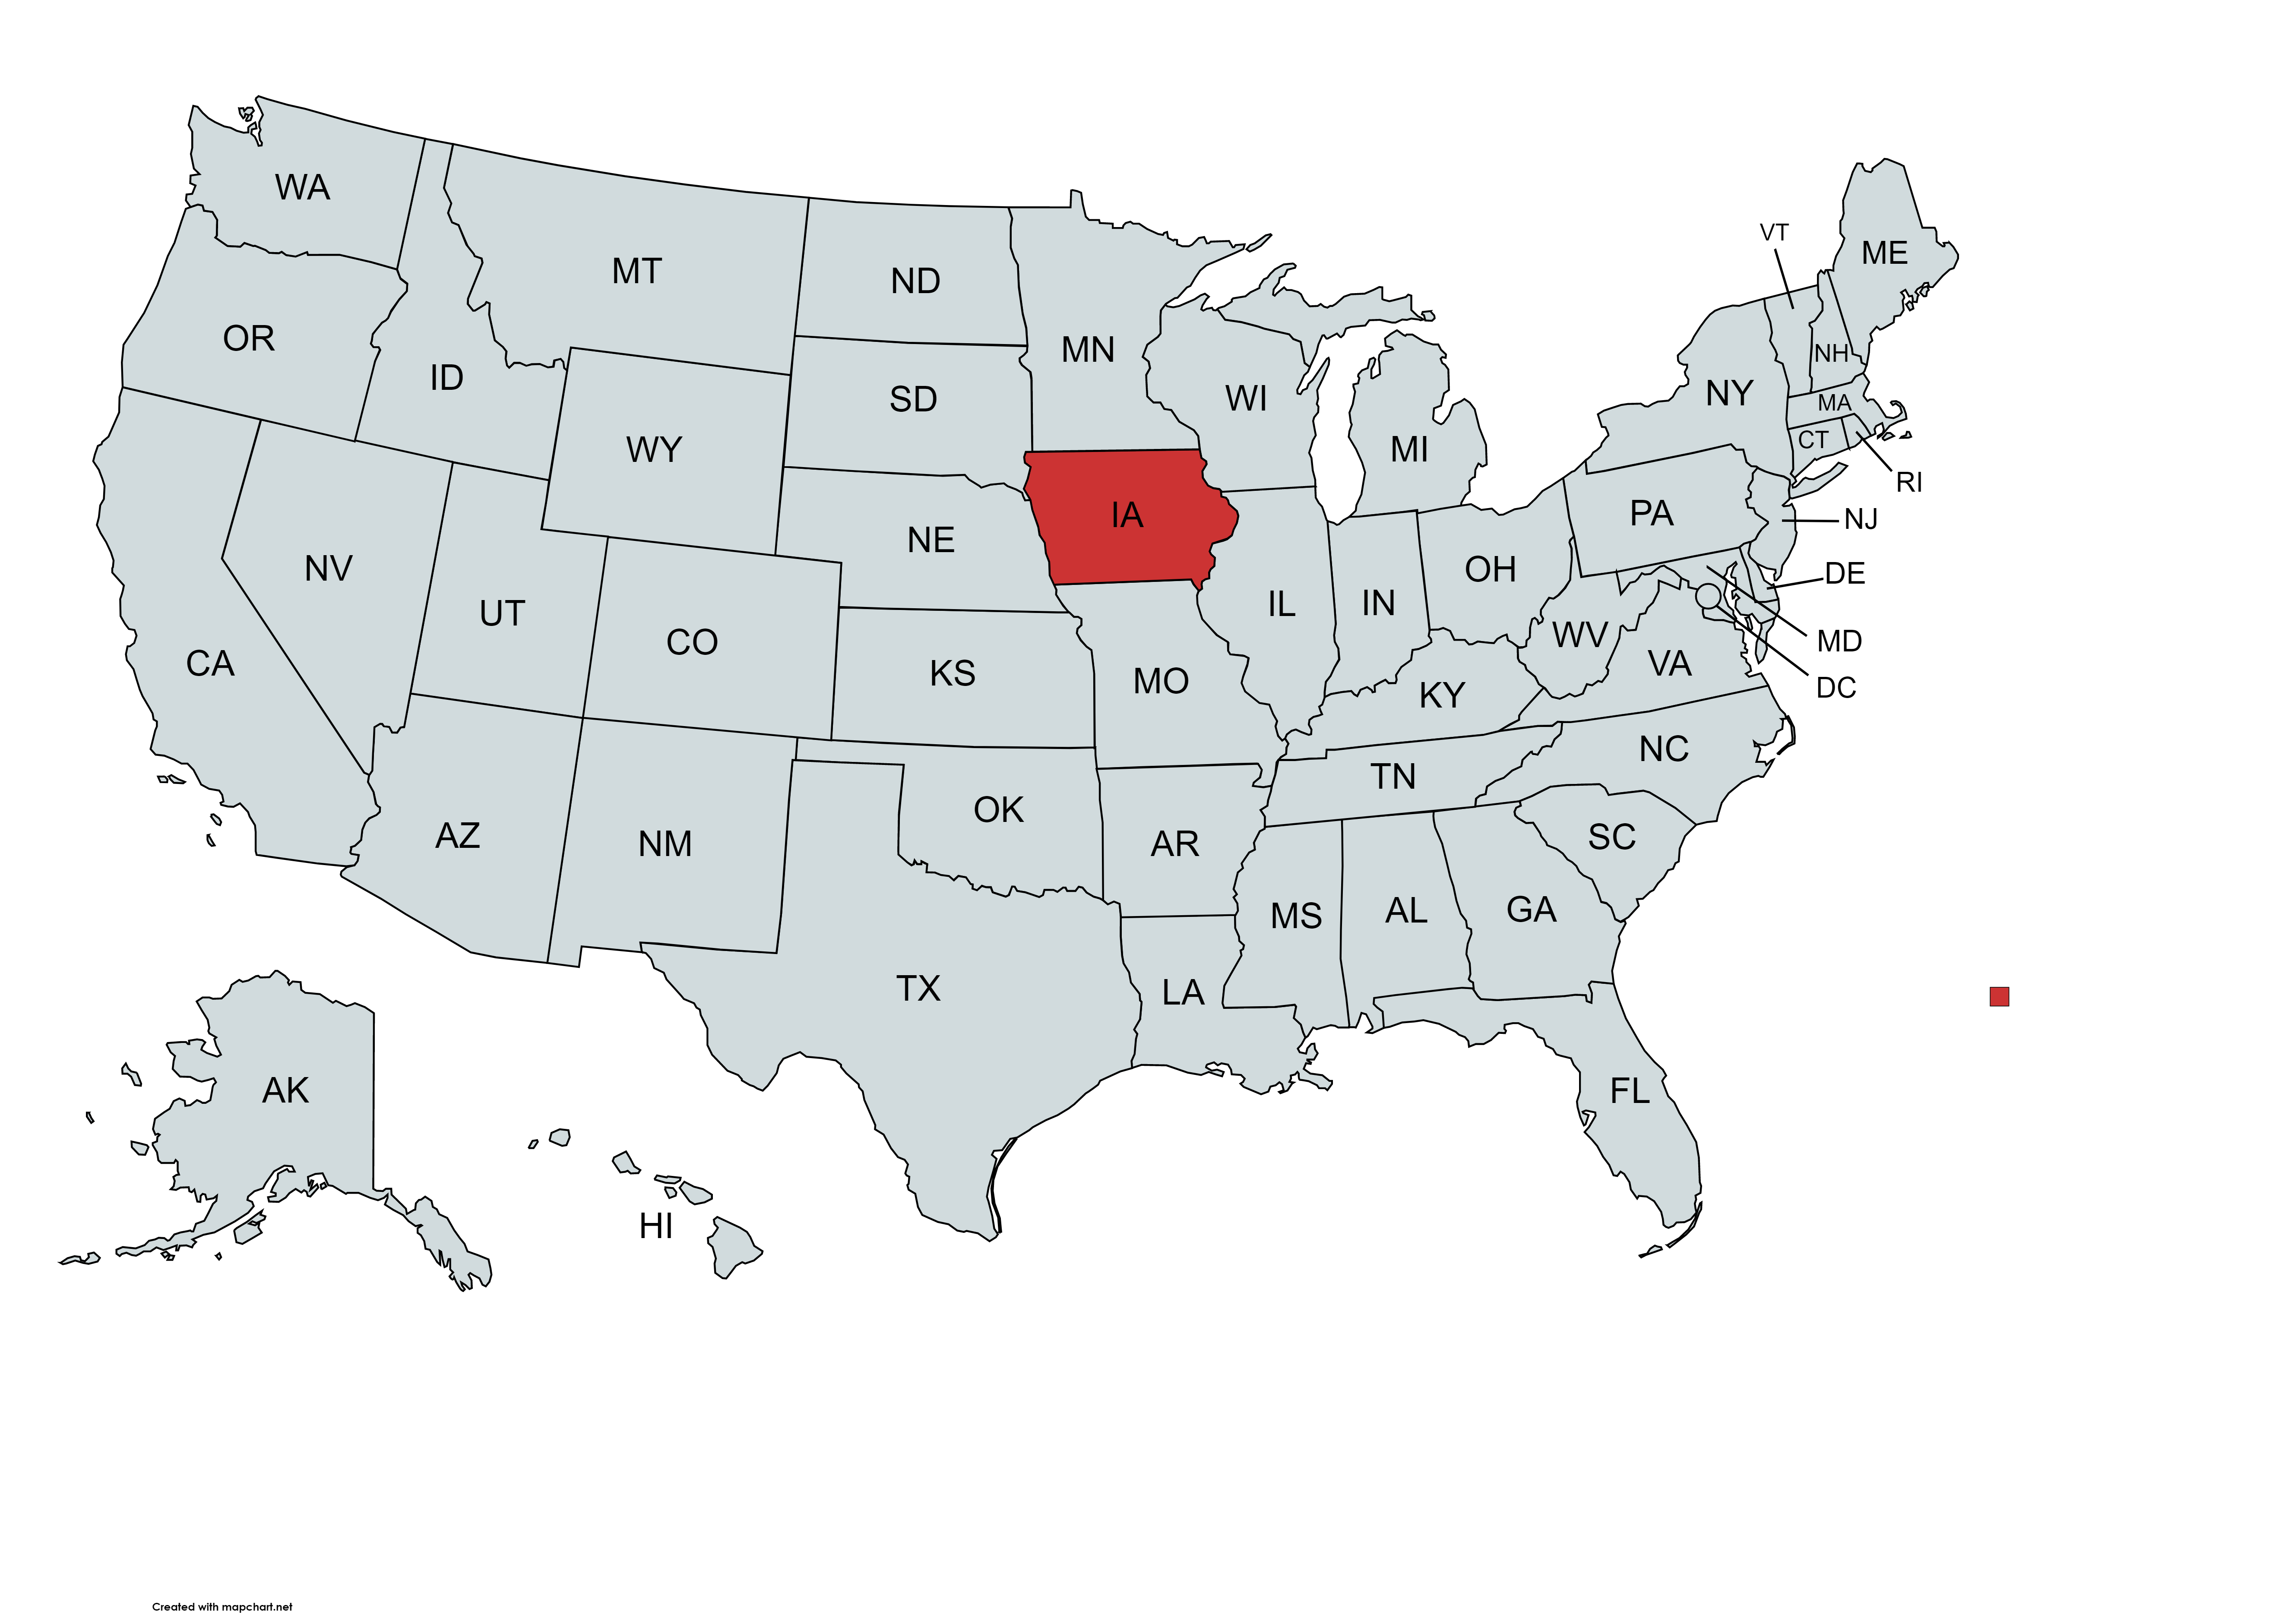 WA
MT
ND
MN
VT
ME
OR
ID
SD
WI
MI
NY
NH
MA
CT
RI
WY
NE
IA
PA
NJ
NV
UT
CO
IL
IN
OH
DE
CA
KS
MO
KY
WV
VA
MD
DC
AZ
NM
OK
AR
TN
NC
SC
TX
LA
MS
AL
GA
AK
HI
FL
Created with mapchart.net